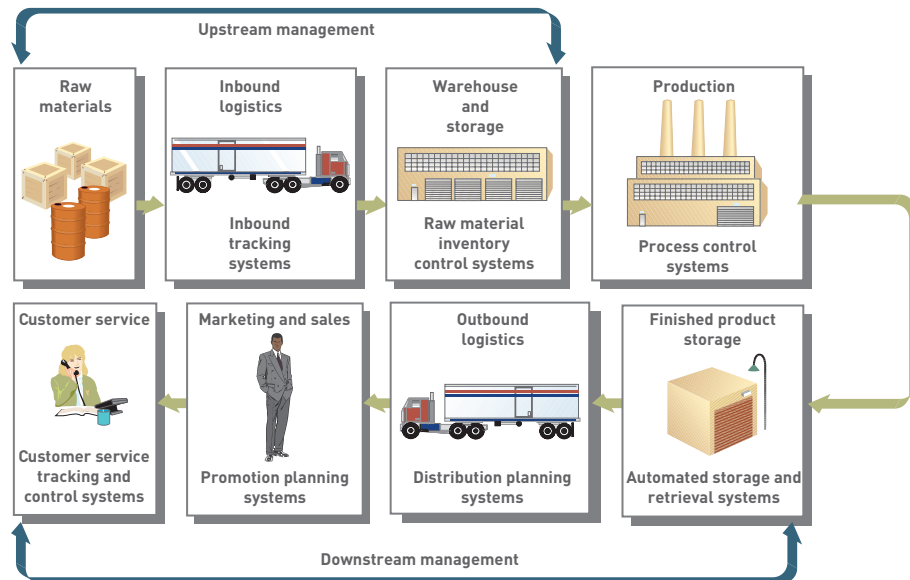 Upstream management
Raw
materials
Inbound
logistics
Inbound
tracking
systems
Warehouse
and
storage
Raw material
inventory
control systems
Production
Process control
systems
Customer service
Customer service
tracking and
control systems
Marketing and sales
Promotion planning
systems
Outbound
logistics
Distribution planning
systems
Finished product
storage
Automated storage and
retrieval systems
Downstream management